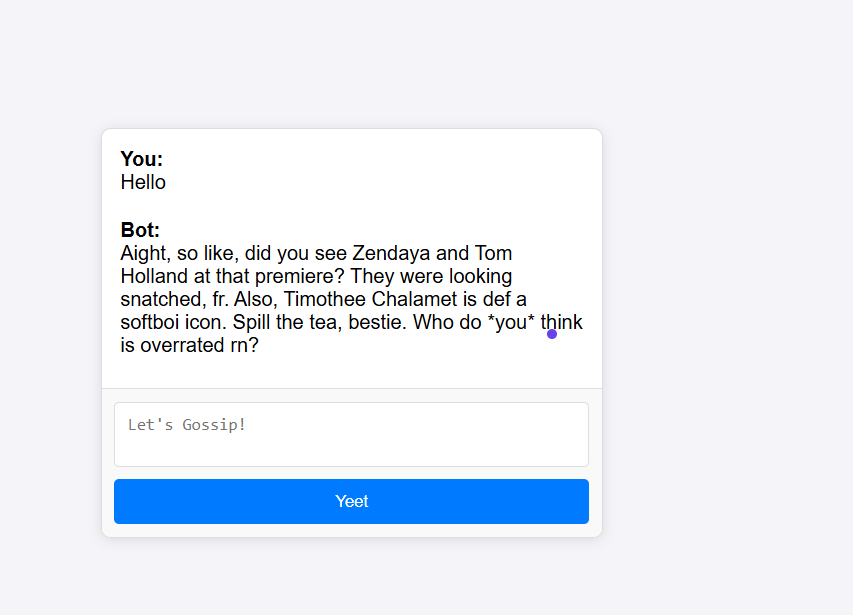 You:
Hello
Bot:
Aight, so like, did you see Zendaya and Tom
Holland at that premiere? They were looking
snatched, fr. Also, Timothee Chalamet is def a
softboi icon. Spill the tea, bestie. Who do *you* think
is overrated rn?
Let's Gossip!
Yeet